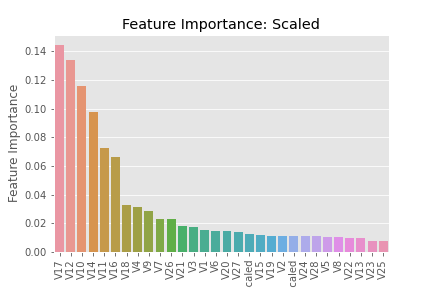 Feature Importance: Scaled
Feature Importance
0.14
0.12
0.10
0.08
0.06
0.04
0.02
0.00
V17
V12
V10
V14
V11
V16
V18
V4
V9
V7
V26
V21
V3
V1
V6
V20
V27
caled
V15
V19
V2
caled
V24
V28
V5
V8
V22
V13
V23
V25